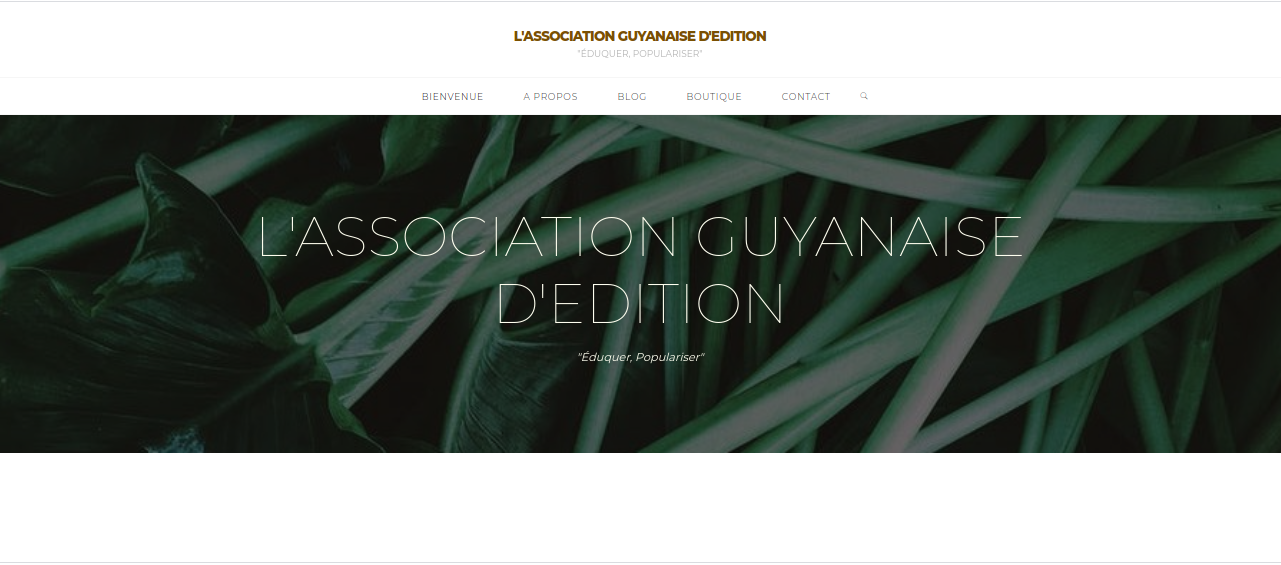 L'ASSOCIATION GUYANAISE D'EDITION
"ÉDUQUER, POPULARISER"
BIENVENUE A PROPOS BLOG BOUTIQUE CONTACT
L'ASSOCIATION GUYANAISE
D'EDITION
"Éduquer, Populariser"